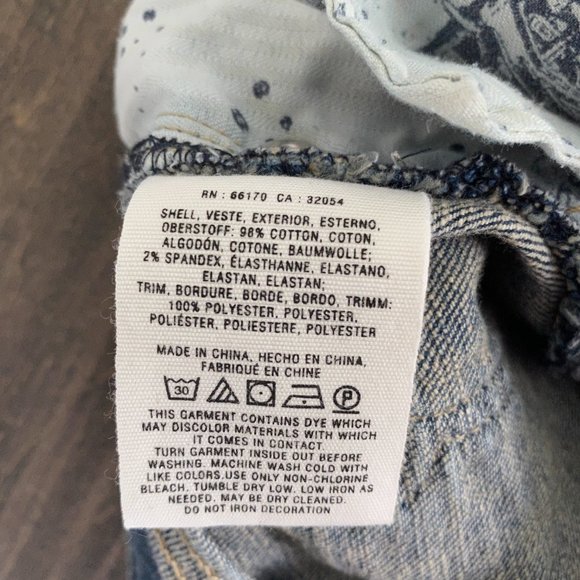 RN : 66170 CA : 32054
SHELL, VESTE, EXTERIOR, ESTERNO,
OBERSTOFF: 98% COTTON, COTON,
ALGODÓN, COTONE, BAUMWOLLE;
2% SPANDEX, ÉLASTHANNE, ELASTANO,
ELASTAN, ELASTAN;
TRIM, BORDURE, BORDE, BORDO, TRIMM:
100% POLYESTER, POLYESTER,
POLIÉSTER, POLIESTERE, POLYESTER
MADE IN CHINA, HECHO EN CHINA,
FABRIQUÉ EN CHINE
30 P
THIS GARMENT CONTAINS DYE WHICH
MAY DISCOLOR MATERIALS WITH WHICH
IT COMES IN CONTACT
TURN GARMENT INSIDE OUT BEFORE
WASHING. MACHINE WASH COLD WITH
LIKE COLORS.USE ONLY NON-CHLORINE
BLEACH. TUMBLE DRY LOW. LOW IRON AS
NEEDED. MAY BE DRY CLEANED.
DO NOT IRON DECORATION